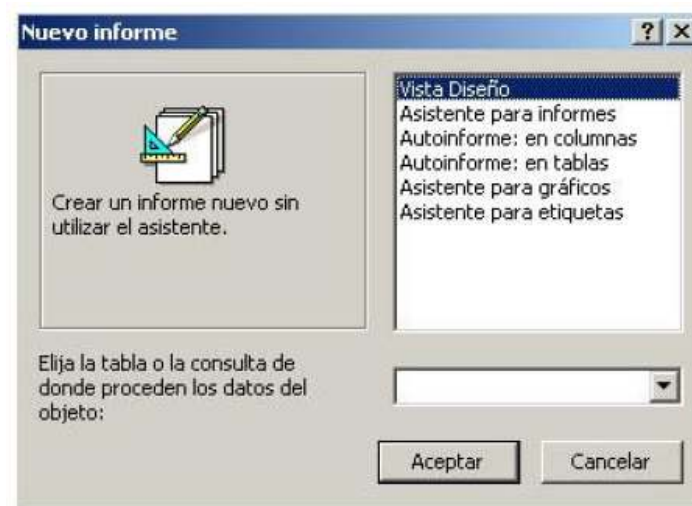 Nuevo informe
Crear un informe nuevo sin
utilizar el asistente.
Vista Diseño
Asistente para informes
Autoinforme: en columnas
Autoinforme: en tablas
Asistente para gráficos
Asistente para etiquetas
Elija la tabla o la consulta de
donde proceden los datos del
objeto:
Aceptar
Cancelar